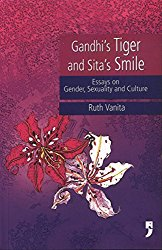 Gandhi's Tiger
and Sita's Smile
Essays on
Gender, Sexuality and Culture
Ruth Vanita